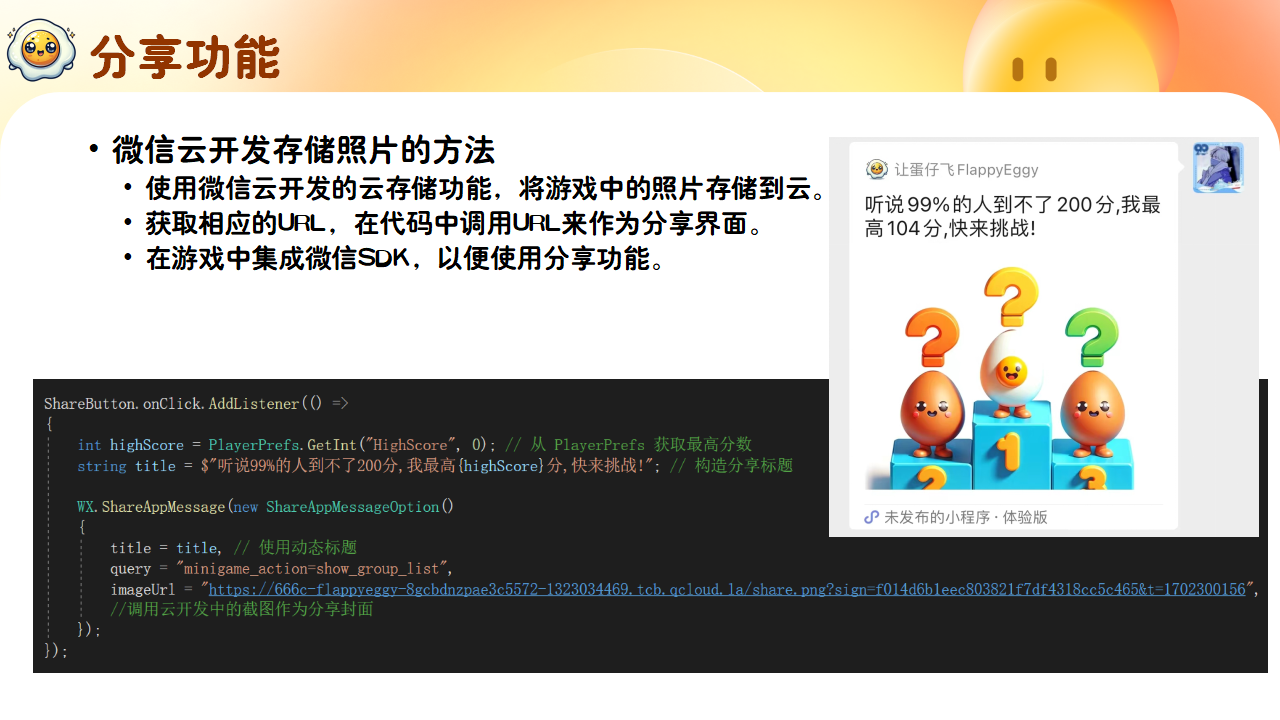 分享功能
• 微信云开发存储照片的方法
• 使用微信云开发的云存储功能，将游戏中的照片存储到云。
• 获取相应的URL，在代码中调用URL来作为分享界面。
• 在游戏中集成微信SDK，以便使用分享功能。
让蛋仔飞FlappyEggy
听说99%的人到不了200分,我最
高104分,快来挑战!
? ? ?
2 1 3
未发布的小程序 · 体验版
ShareButton.onClick.AddListener(() =>
{
int highScore = PlayerPrefs.GetInt("HighScore", 0); // 从 PlayerPrefs 获取最高分数
string title = $"听说99%的人到不了200分,我最高{highScore}分,快来挑战!"; // 构造分享标题
WX.ShareAppMessage(new ShareAppMessageOption()
{
title = title, // 使用动态标题
query = "minigame_action=show_group_list",
imageUrl = "https://666c-flappyeggy-8gcbdnzpae3c5572-1323034469.tcb.qcloud.la/share.png?sign=f014d6b1eec803821f7df4318cc5c465&t=1702300156",
//调用云开发中的截图作为分享封面
});
});